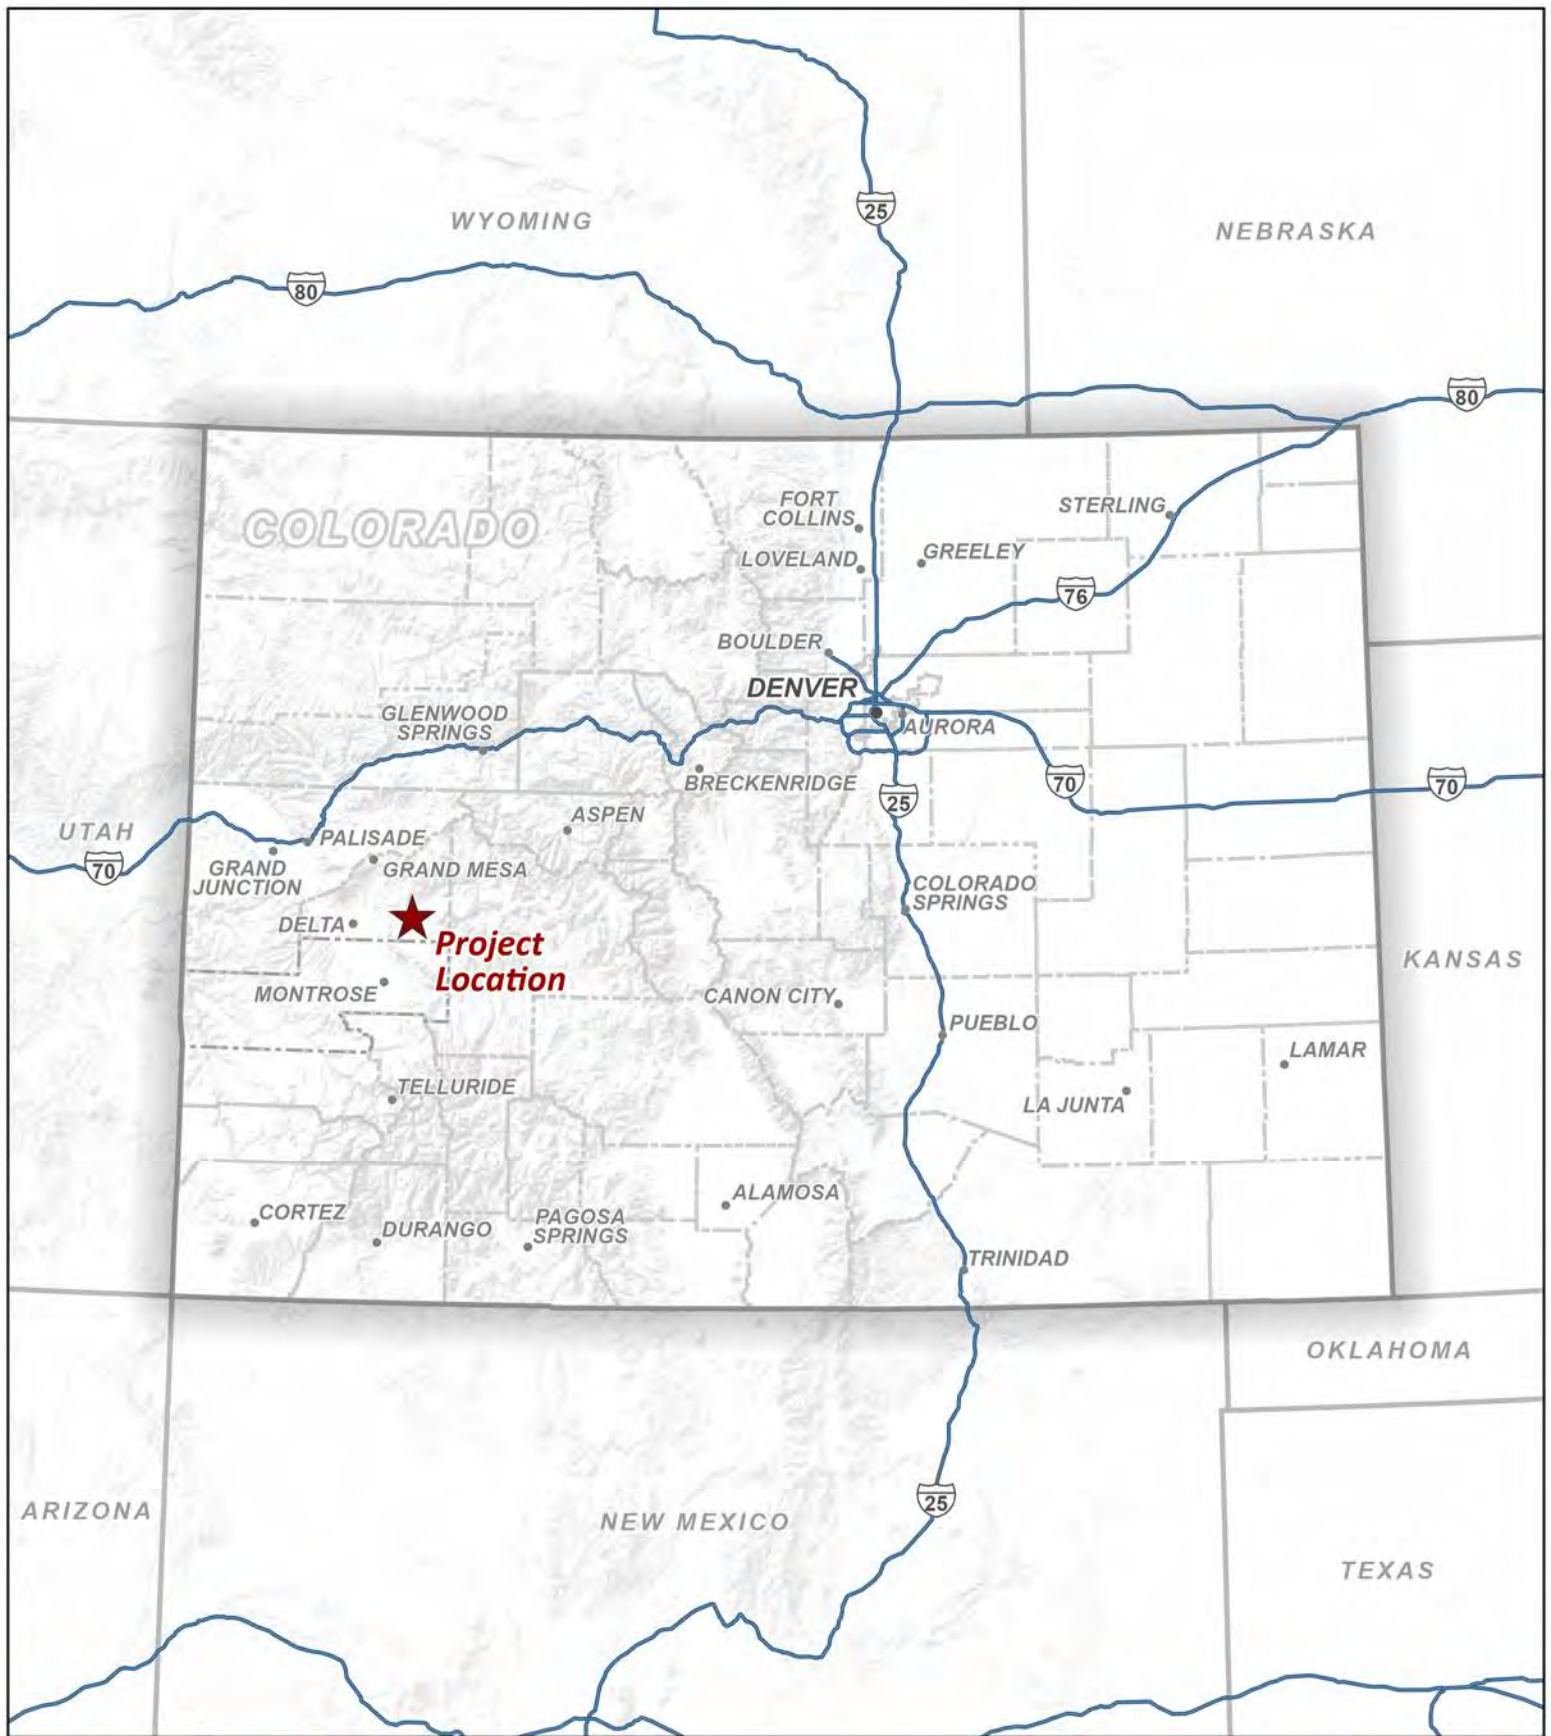 25
WYOMING
NEBRASKA
80
80
COLORADO
FORT
COLLINS
STERLING
LOVELAND
GREELEY
76
BOULDER
DENVER
GLENWOOD
SPRINGS
AURORA
BRECKENRIDGE
70
70
25
ASPEN
UTAH
PALISADE
70
GRAND
JUNCTION
GRAND MESA
COLORADO
SPRINGS
DELTA
Project
Location
KANSAS
MONTROSE
CANON CITY
PUEBLO
LAMAR
TELLURIDE
LA JUNTA
ALAMOSA
CORTEZ
DURANGO
PAGOSA
SPRINGS
TRINIDAD
OKLAHOMA
25
ARIZONA
NEW MEXICO
TEXAS